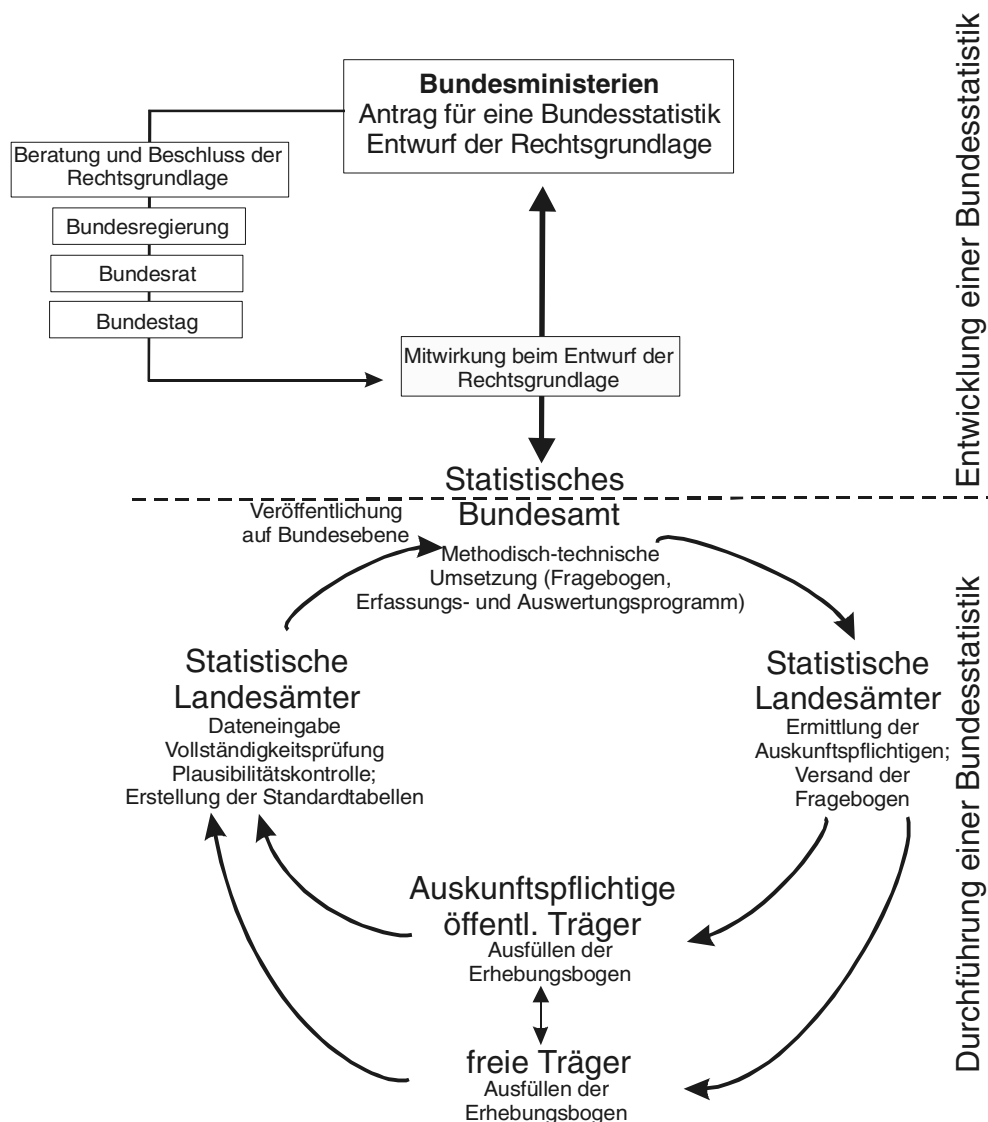 Bundesministerien
Antrag für eine Bundesstatistik
Entwurf der Rechtsgrundlage
Beratung und Beschluss der
Rechtsgrundlage
Bundesregierung
Bundesrat
Bundestag
Mitwirkung beim Entwurf der
Rechtsgrundlage
Entwicklung einer Bundesstatistik
Statistisches
Bundesamt
Veröffentlichung
auf Bundesebene
Methodisch-technische
Umsetzung (Fragebogen,
Erfassungs- und Auswertungsprogramm)
Statistische
Landesämter
Dateneingabe
Vollständigkeitsprüfung
Plausibilitätskontrolle;
Erstellung der Standardtabellen
Statistische
Landesämter
Ermittlung der
Auskunftspflichtigen;
Versand der
Fragebogen
Auskunftspflichtige
öffentl. Träger
Ausfüllen der
Erhebungsbogen
freie Träger
Ausfüllen der
Erhebungsbogen
Durchführung einer Bundesstatistik